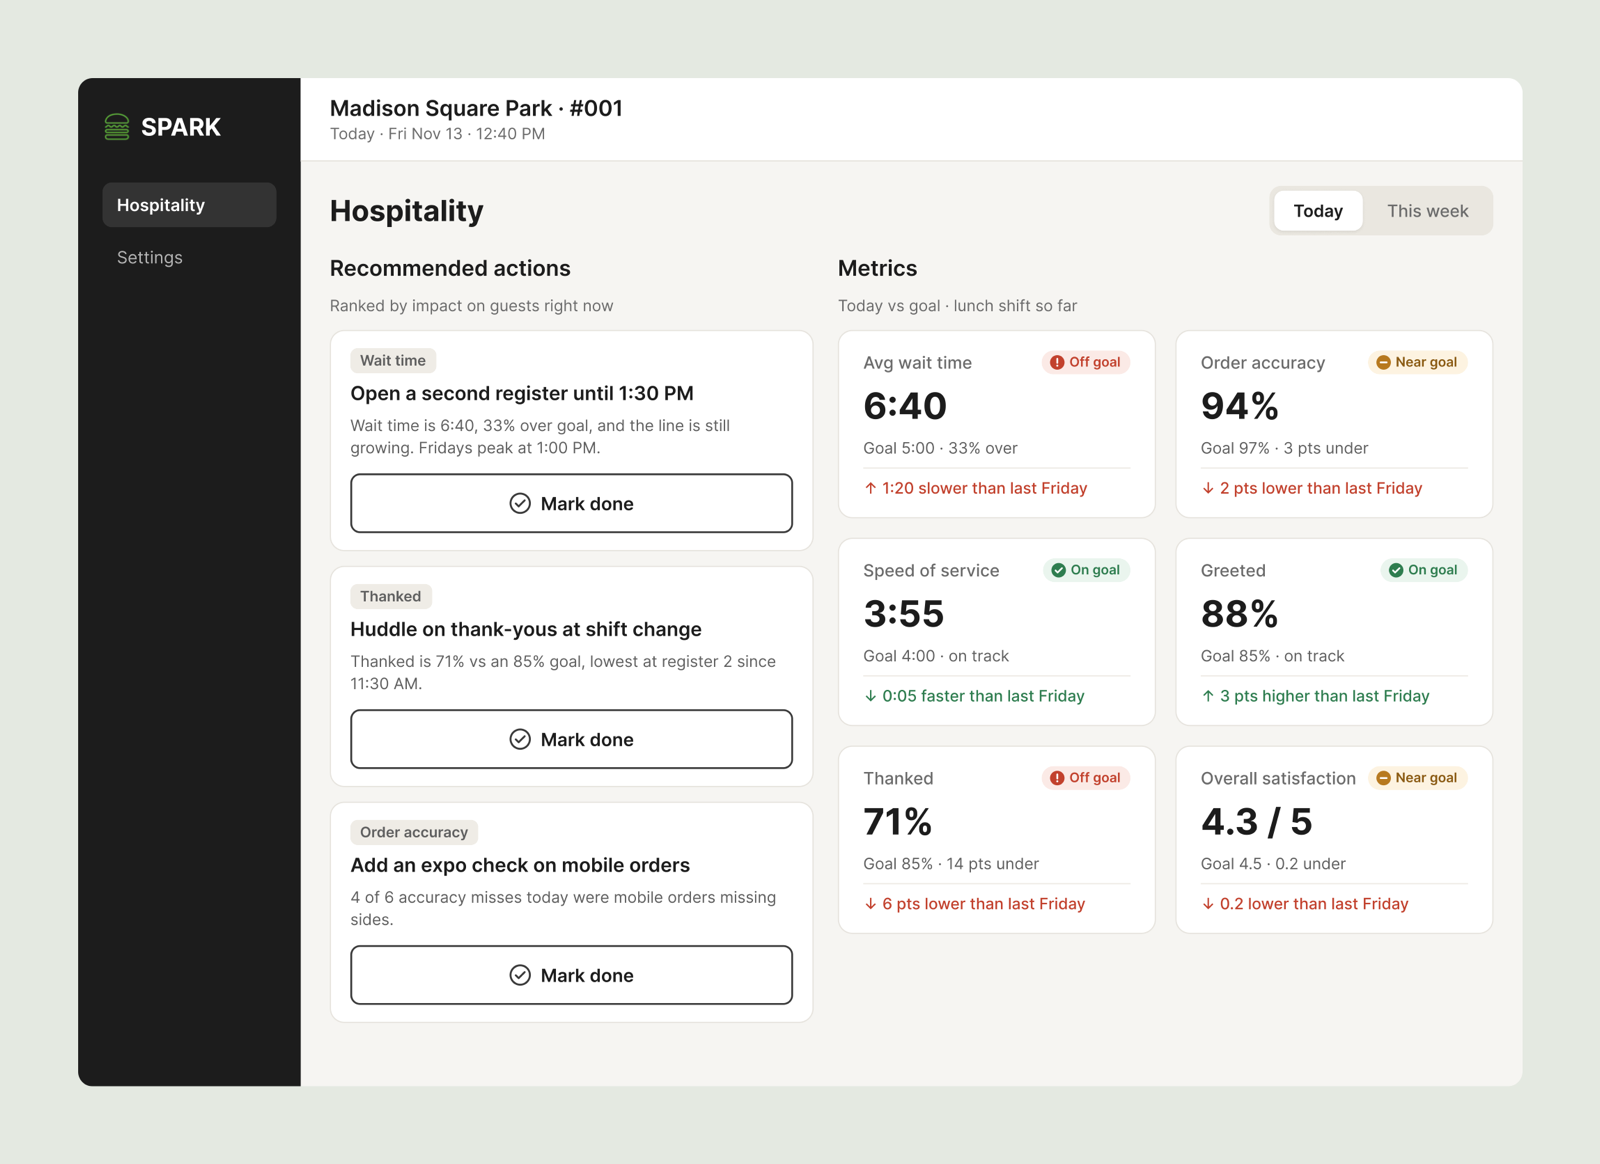 SPARK
Hospitality
Settings
Madison Square Park · #001
Today · Fri Nov 13 · 12:40 PM
Hospitality
Today
This week
Recommended actions
Ranked by impact on guests right now
Wait time
Open a second register until 1:30 PM
Wait time is 6:40, 33% over goal, and the line is still
growing. Fridays peak at 1:00 PM.
Mark done
Thanked
Huddle on thank-yous at shift change
Thanked is 71% vs an 85% goal, lowest at register 2 since
11:30 AM.
Mark done
Order accuracy
Add an expo check on mobile orders
4 of 6 accuracy misses today were mobile orders missing
sides.
Mark done
Metrics
Today vs goal · lunch shift so far
Avg wait time
Off goal
6:40
Goal 5:00 · 33% over
↑ 1:20 slower than last Friday
Order accuracy
Near goal
94%
Goal 97% · 3 pts under
↓ 2 pts lower than last Friday
Speed of service
On goal
3:55
Goal 4:00 · on track
↓ 0:05 faster than last Friday
Greeted
On goal
88%
Goal 85% · on track
↑ 3 pts higher than last Friday
Thanked
Off goal
71%
Goal 85% · 14 pts under
↓ 6 pts lower than last Friday
Overall satisfaction
Near goal
4.3 / 5
Goal 4.5 · 0.2 under
↓ 0.2 lower than last Friday